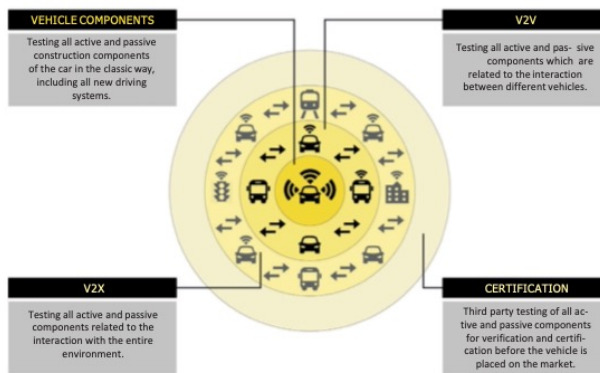 VEHICLE COMPONENTS
Testing all active and passive
construction components
of the car in the classic way,
including all new driving
systems.
V2V
Testing all active and pas- sive
components which are
related to the interaction
between different vehicles.
V2X
Testing all active and passive
components related to the
interaction with the entire
environment.
CERTIFICATION
Third party testing of all ac-
tive and passive components
for verification and certifi-
cation before the vehicle is
placed on the market.